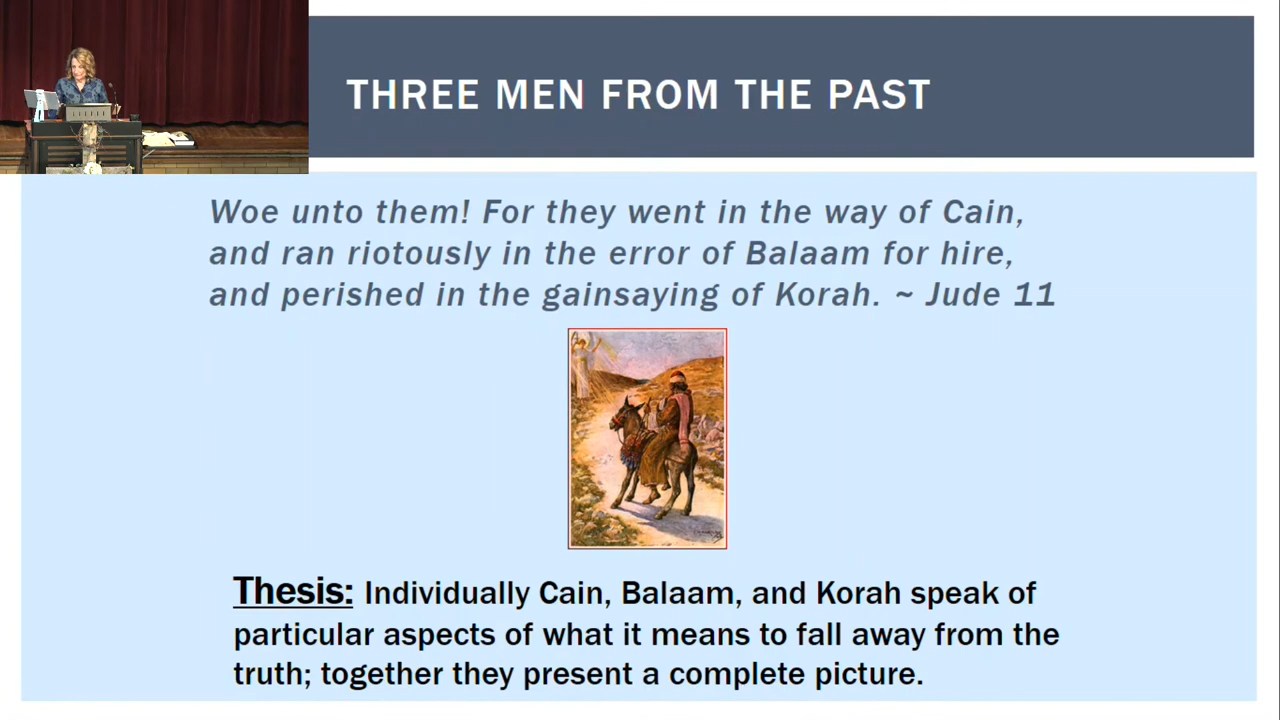 THREE MEN FROM THE PAST
Woe unto them! For they went in the way of Cain,
and ran riotously in the error of Balaam for hire,
and perished in the gainsaying of Korah. ~ Jude 11
Thesis: Individually Cain, Balaam, and Korah speak of
particular aspects of what it means to fall away from the
truth; together they present a complete picture.